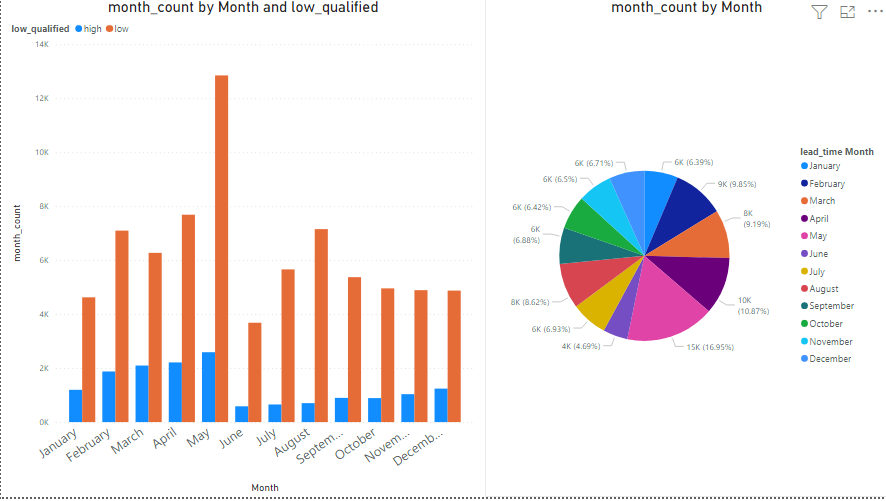 month_count by Month and low_qualified
low_qualified high low
14K
12K
10K
8K
6K
4K
2K
0K
month_count
January
February
March
April
May
June
July
August
Septem...
October
Novem...
Decemb...
Month
month_count by Month
6K (6.39%)
9K (9.85%)
8K
(9.19%)
10K
(10.87%)
15K (16.95%)
4K (4.69%)
6K (6.93%)
8K (8.62%)
6K
(6.88%)
6K (6.42%)
6K (6.5%)
6K (6.71%)
lead_time Month
January
February
March
April
May
June
July
August
September
October
November
December